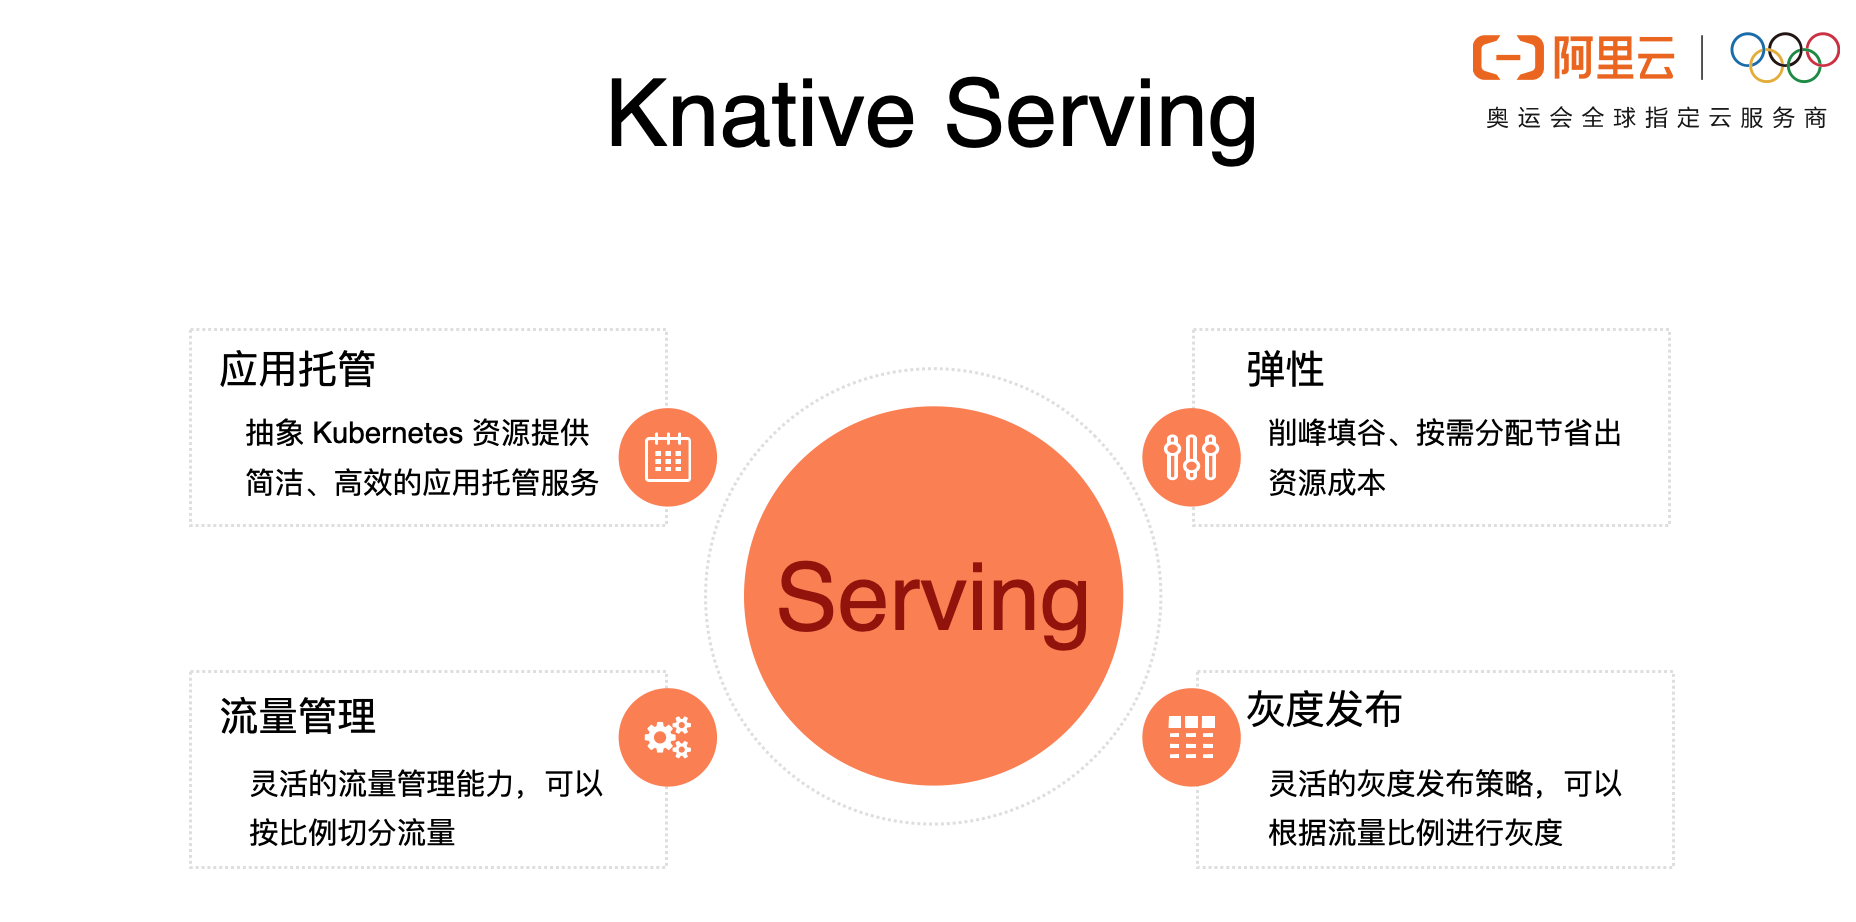 Knative Serving
阿里云
奥运会全球指定云服务商
应用托管
抽象 Kubernetes 资源提供
简洁、高效的应用托管服务
弹性
削峰填谷、按需分配节省出
资源成本
Serving
流量管理
灵活的流量管理能力，可以
按比例切分流量
灰度发布
灵活的灰度发布策略，可以
根据流量比例进行灰度